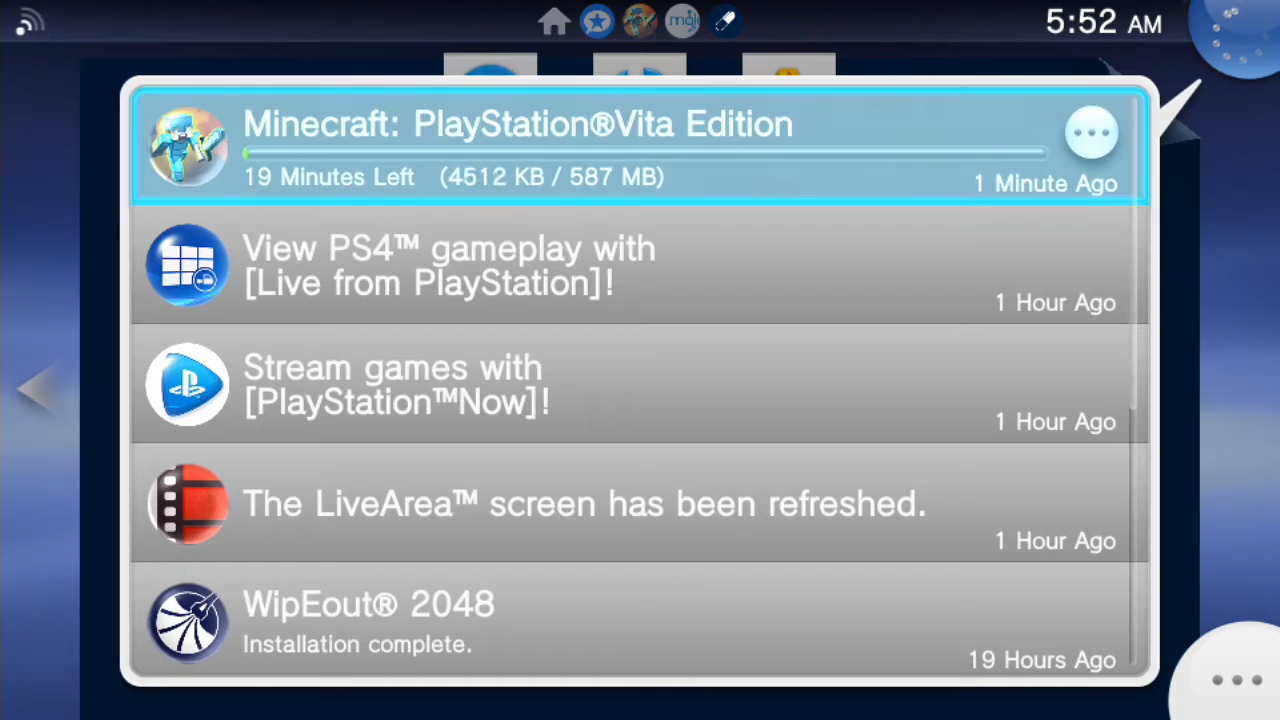 5:52 AM
Minecraft: PlayStation®Vita Edition
19 Minutes Left (4512 KB / 587 MB)
1 Minute Ago
View PS4™ gameplay with
[Live from PlayStation]!
1 Hour Ago
Stream games with
[PlayStation™Now]!
1 Hour Ago
The LiveArea™ screen has been refreshed.
1 Hour Ago
WipEout® 2048
Installation complete.
19 Hours Ago